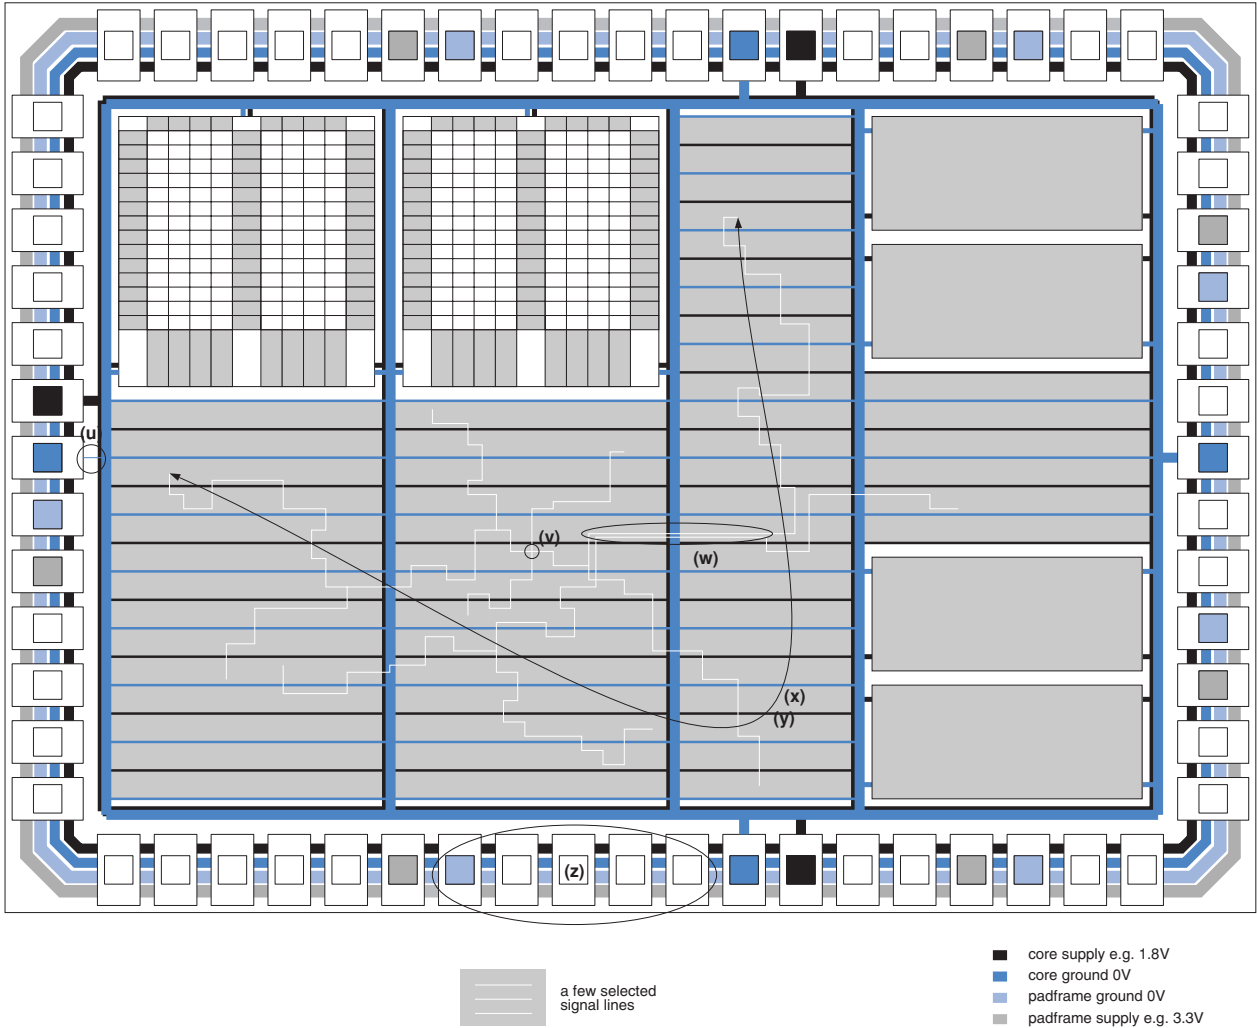 (u)
(v)
(w)
(x)
(y)
(z)
a few selected
signal lines
core supply e.g. 1.8V
core ground 0V
padframe ground 0V
padframe supply e.g. 3.3V